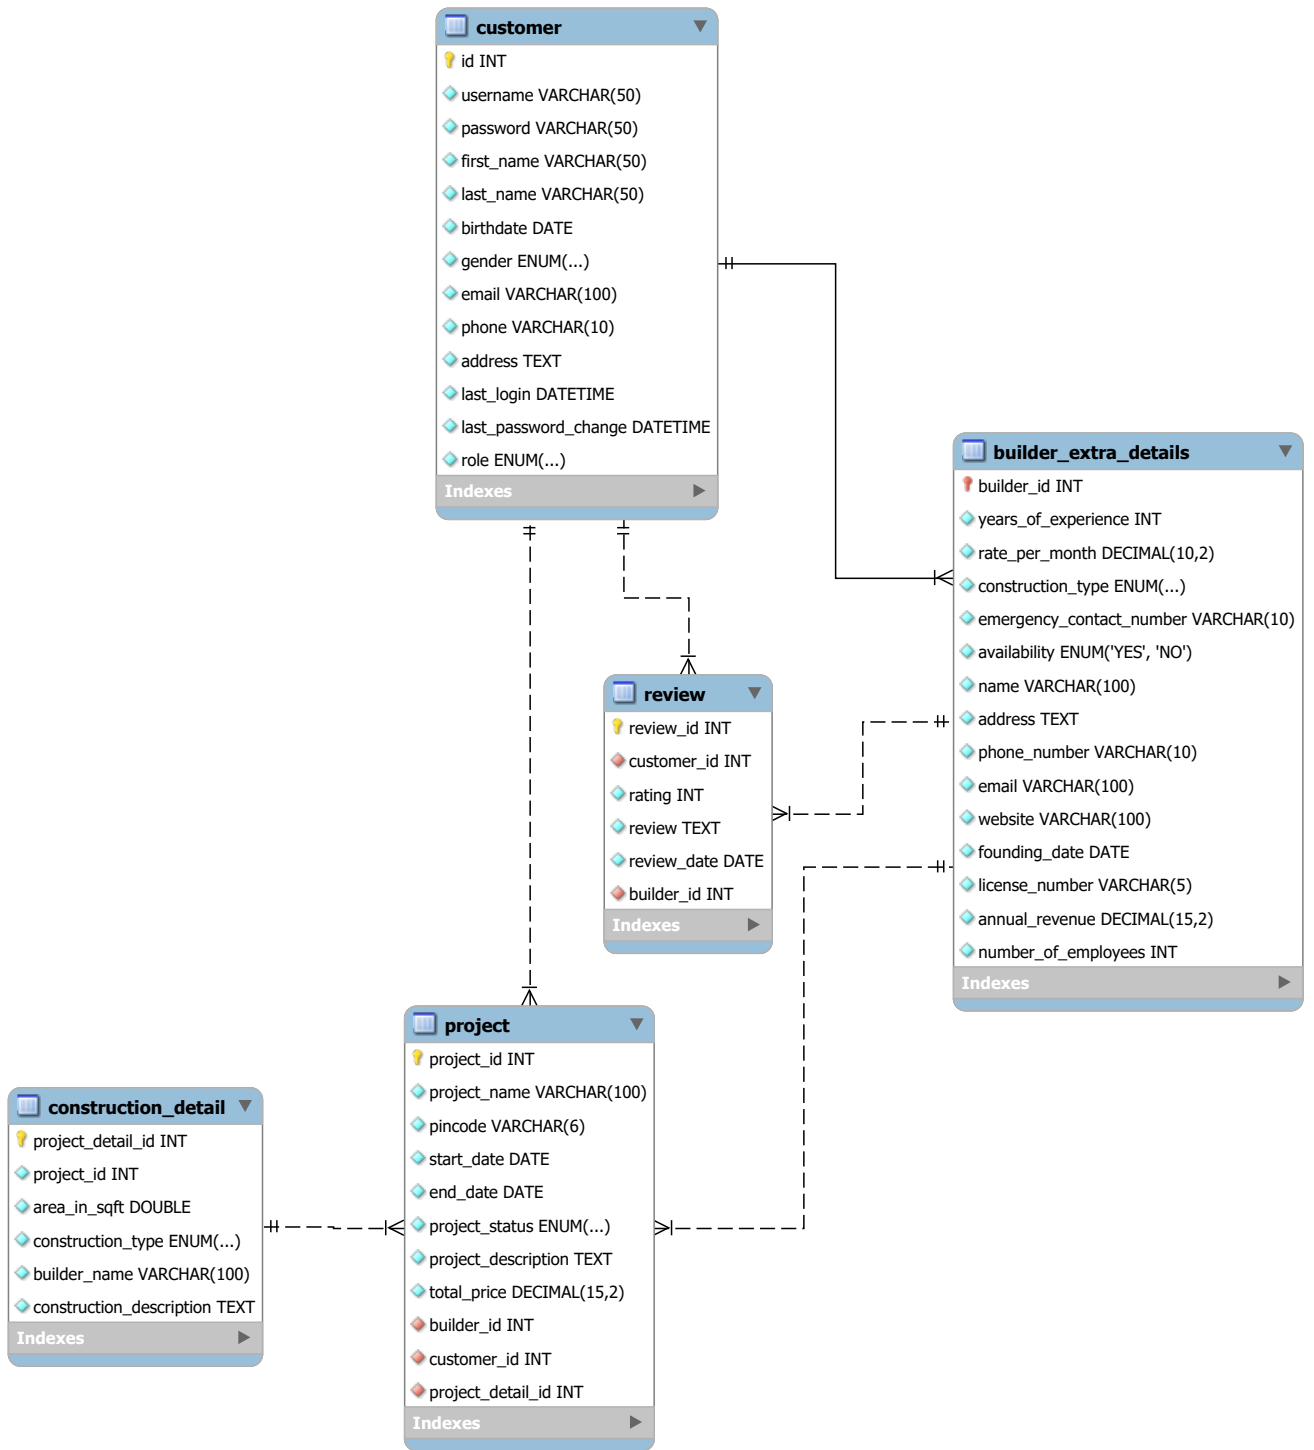 customer
id INT
username VARCHAR(50)
password VARCHAR(50)
first_name VARCHAR(50)
last_name VARCHAR(50)
birthdate DATE
gender ENUM(...)
email VARCHAR(100)
phone VARCHAR(10)
address TEXT
last_login DATETIME
last_password_change DATETIME
role ENUM(...)
Indexes
builder_extra_details
builder_id INT
years_of_experience INT
rate_per_month DECIMAL(10,2)
construction_type ENUM(...)
emergency_contact_number VARCHAR(10)
availability ENUM('YES', 'NO')
name VARCHAR(100)
address TEXT
phone_number VARCHAR(10)
email VARCHAR(100)
website VARCHAR(100)
founding_date DATE
license_number VARCHAR(5)
annual_revenue DECIMAL(15,2)
number_of_employees INT
Indexes
review
review_id INT
customer_id INT
rating INT
review TEXT
review_date DATE
builder_id INT
Indexes
project
project_id INT
project_name VARCHAR(100)
pincode VARCHAR(6)
start_date DATE
end_date DATE
project_status ENUM(...)
project_description TEXT
total_price DECIMAL(15,2)
builder_id INT
customer_id INT
project_detail_id INT
Indexes
construction_detail
project_detail_id INT
project_id INT
area_in_sqft DOUBLE
construction_type ENUM(...)
builder_name VARCHAR(100)
construction_description TEXT
Indexes